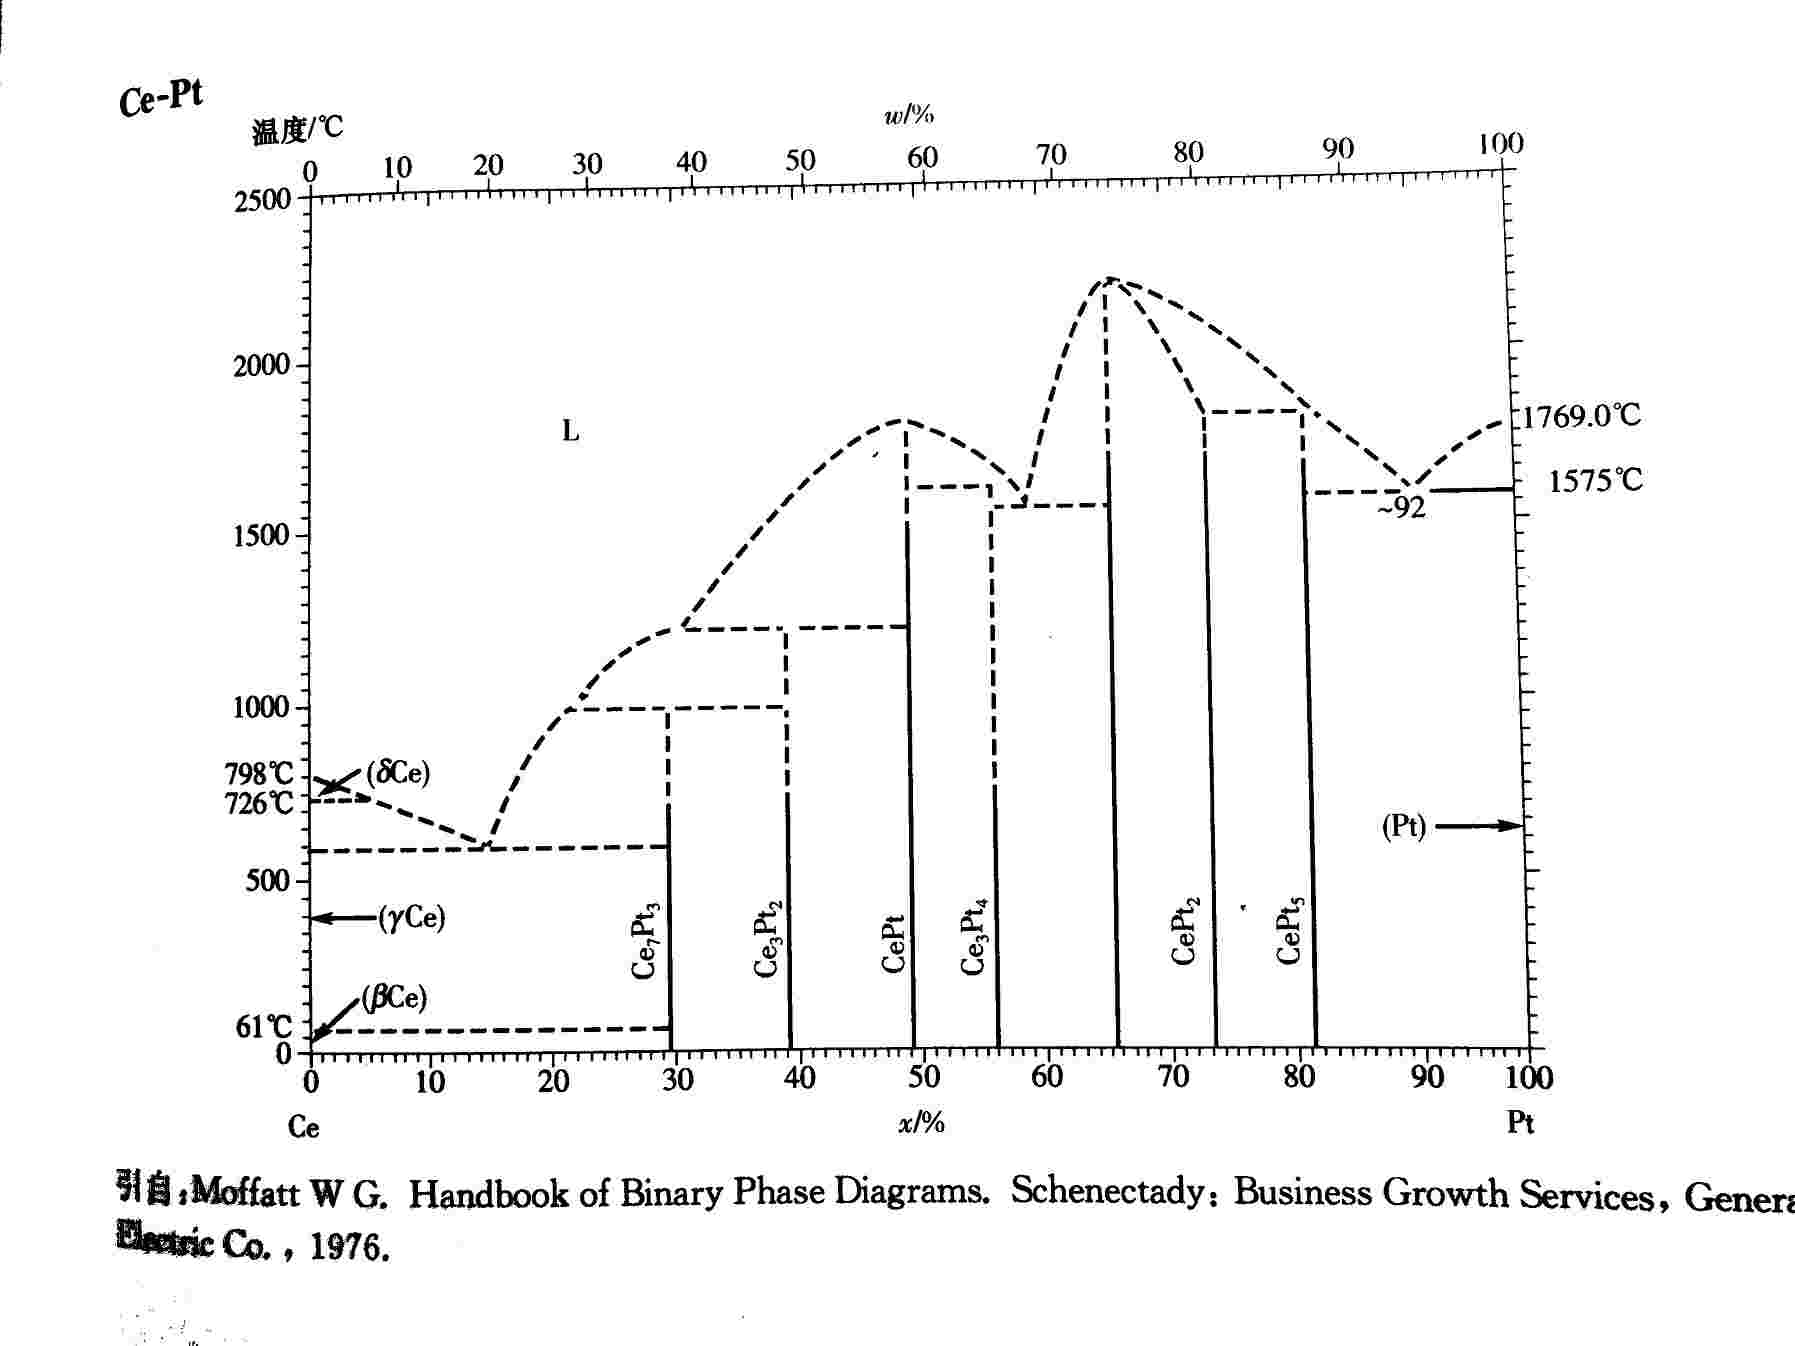 Ce-Pt
温度/℃
w/%
0 10 20 30 40 50 60 70 80 90 100
2500
2000
1500
1000
798℃
726℃
500
61℃
0
L
(δCe)
(γCe)
(βCe)
Ce₇Pt₃
Ce₃Pt₂
CePt
Ce₃Pt₄
CePt₂
CePt₅
1769.0℃
1575℃
~92
(Pt)
0 10 20 30 40 50 60 70 80 90 100
Ce x/% Pt
引自:Moffatt W G. Handbook of Binary Phase Diagrams. Schenectady: Business Growth Services, Genera
Electric Co. , 1976.